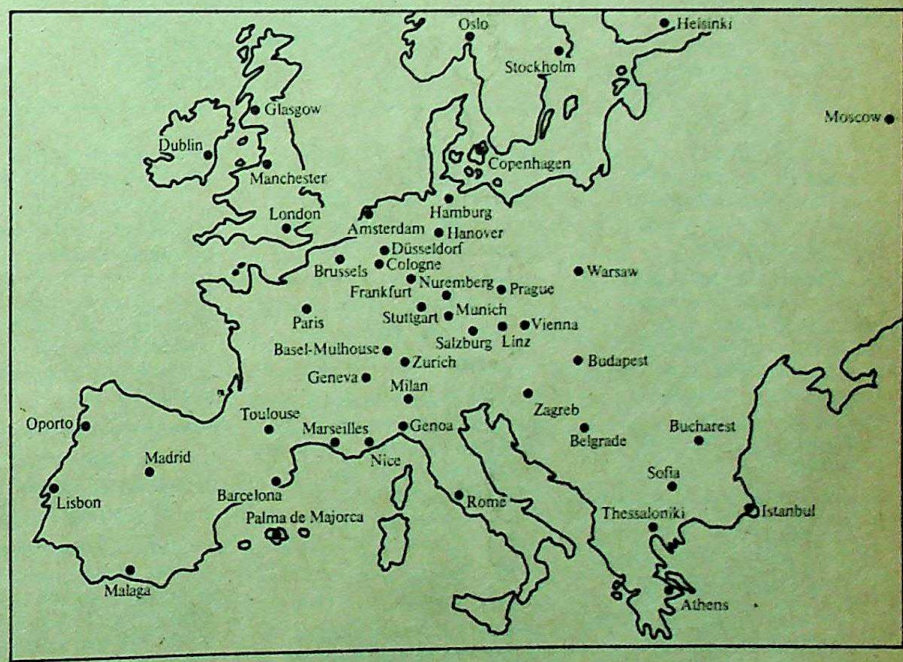 Oslo
Helsinki
Stockholm
Glasgow
Moscow
Dublin
Copenhagen
Manchester
Hamburg
London
Amsterdam
Hanover
Düsseldorf
Brussels
Cologne
Warsaw
Nuremberg
Frankfurt
Prague
Paris
Stuttgart
Munich
Vienna
Salzburg
Linz
Basel-Mulhouse
Zurich
Budapest
Geneva
Milan
Zagreb
Oporto
Toulouse
Marseilles
Genoa
Belgrade
Bucharest
Nice
Madrid
Sofia
Lisbon
Barcelona
Rome
Palma de Majorca
Thessaloniki
Istanbul
Malaga
Athens